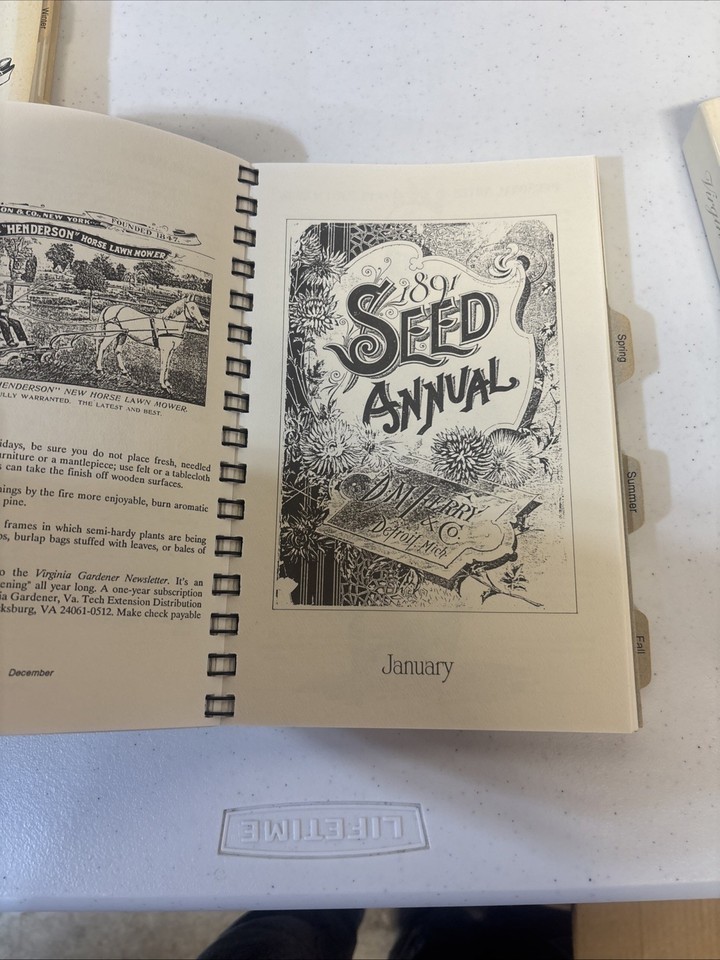 Winter
ON & CO., NEW YORK
FOUNDED 1847.
"HENDERSON" HORSE LAWN MOWER
HENDERSON" NEW HORSE LAWN MOWER.
ULLY WARRANTED. THE LATEST AND BEST.
idays, be sure you do not place fresh, needled
urniture or a mantlepiece; use felt or a tablecloth
can take the finish off wooden surfaces.
nings by the fire more enjoyable, burn aromatic
pine.
frames in which semi-hardy plants are being
os, burlap bags stuffed with leaves, or bales of
o the Virginia Gardener Newsletter. It's an
ening" all year long. A one-year subscription
ia Gardener, Va. Tech Extension Distribution
ksburg, VA 24061-0512. Make check payable
December
1891
SEED
ANNUAL
D.M. FERRY
& Co.
Detroit, Mich.
January
Spring
Summer
Fall
LIFETIME